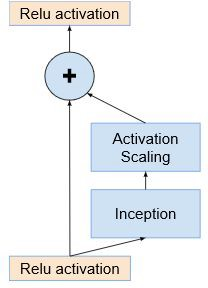 Relu activation
+
Activation
Scaling
Inception
Relu activation